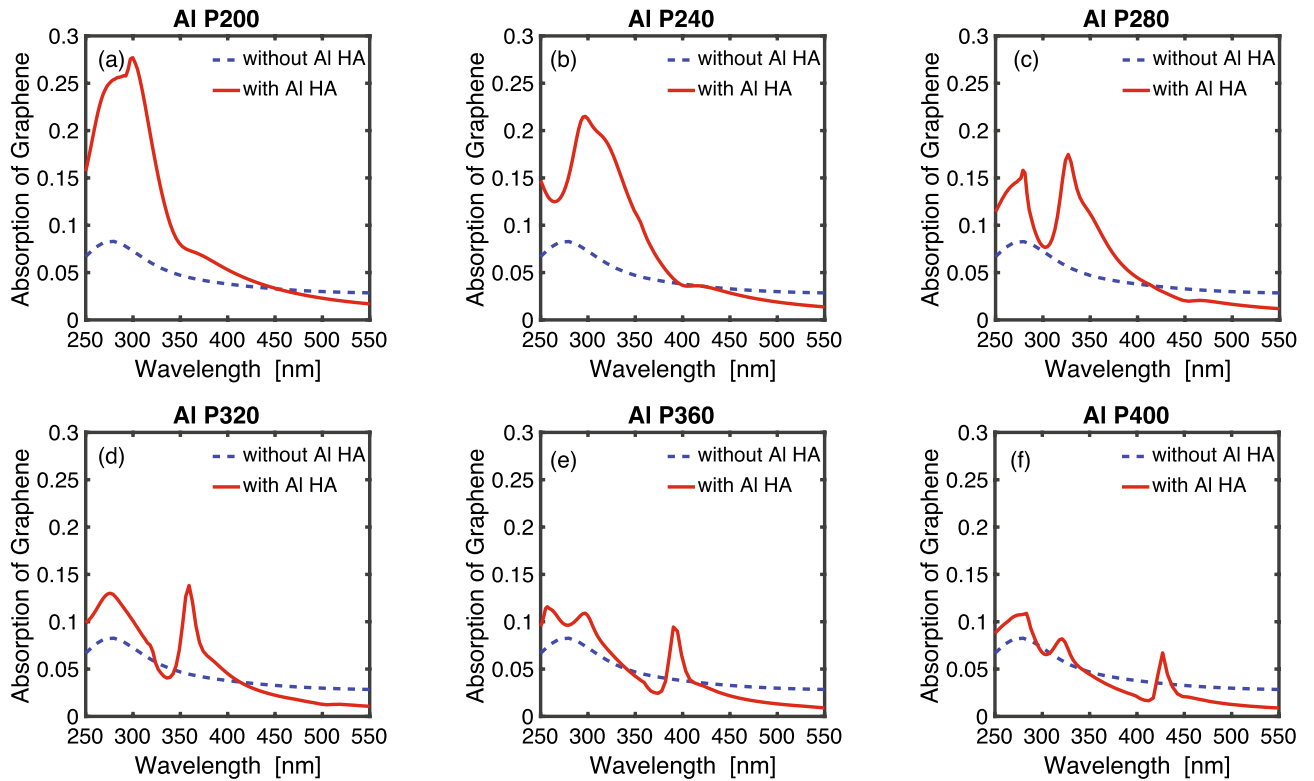 Al P200
(a)
without Al HA
with Al HA
0.3
0.25
0.2
0.15
0.1
0.05
0
250 300 350 400 450 500 550
Absorption of Graphene
Wavelength [nm]
Al P240
(b)
without Al HA
with Al HA
0.3
0.25
0.2
0.15
0.1
0.05
0
250 300 350 400 450 500 550
Absorption of Graphene
Wavelength [nm]
Al P280
(c)
without Al HA
with Al HA
0.3
0.25
0.2
0.15
0.1
0.05
0
250 300 350 400 450 500 550
Absorption of Graphene
Wavelength [nm]
Al P320
(d)
without Al HA
with Al HA
0.3
0.25
0.2
0.15
0.1
0.05
0
250 300 350 400 450 500 550
Absorption of Graphene
Wavelength [nm]
Al P360
(e)
without Al HA
with Al HA
0.3
0.25
0.2
0.15
0.1
0.05
0
250 300 350 400 450 500 550
Absorption of Graphene
Wavelength [nm]
Al P400
(f)
without Al HA
with Al HA
0.3
0.25
0.2
0.15
0.1
0.05
0
250 300 350 400 450 500 550
Absorption of Graphene
Wavelength [nm]